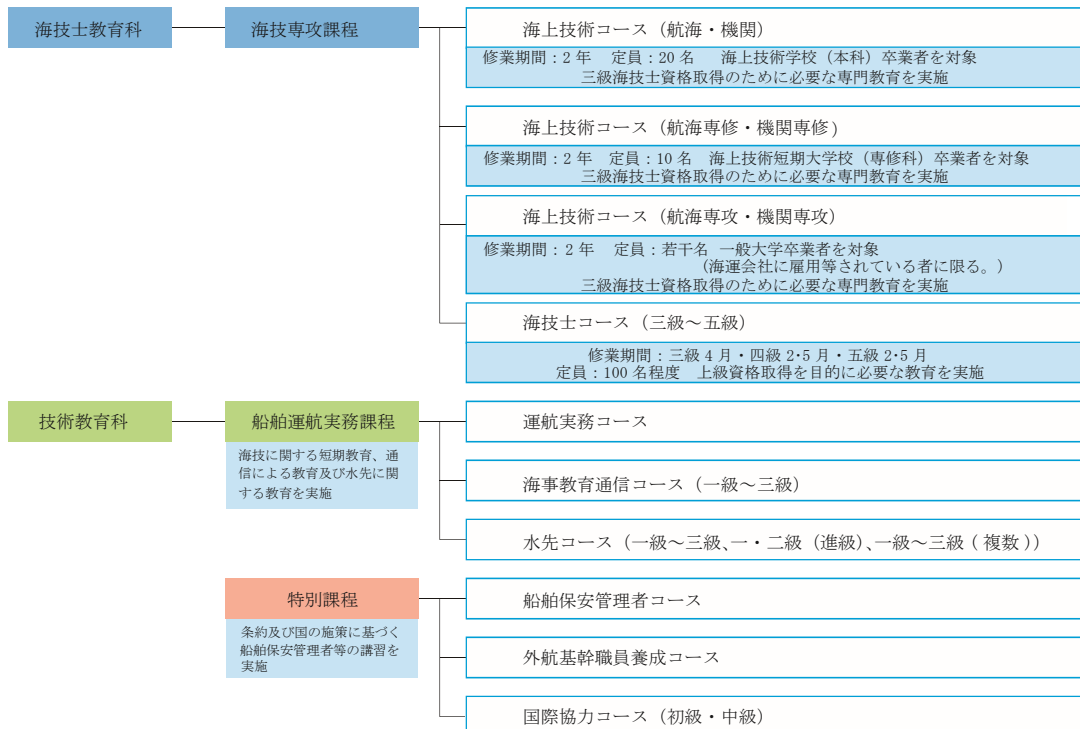 海技士教育科
海技専攻課程
海上技術コース（航海・機関）
修業期間：2 年　定員：20 名　　海上技術学校（本科）卒業者を対象
三級海技士資格取得のために必要な専門教育を実施
海上技術コース（航海専修・機関専修）
修業期間：2 年　定員：10 名　海上技術短期大学校（専修科）卒業者を対象
三級海技士資格取得のために必要な専門教育を実施
海上技術コース（航海専攻・機関専攻）
修業期間：2 年　定員：若干名　一般大学卒業者を対象
（海運会社に雇用等されている者に限る。）
三級海技士資格取得のために必要な専門教育を実施
海技士コース（三級～五級）
修業期間：三級 4 月・四級 2･5 月・五級 2･5 月
定員：100 名程度　上級資格取得を目的に必要な教育を実施
技術教育科
船舶運航実務課程
海技に関する短期教育、通
信による教育及び水先に関
する教育を実施
運航実務コース
海事教育通信コース（一級～三級）
水先コース（一級～三級、一・二級（進級）、一級～三級（複数））
特別課程
条約及び国の施策に基づく
船舶保安管理者等の講習を
実施
船舶保安管理者コース
外航基幹職員養成コース
国際協力コース（初級・中級）